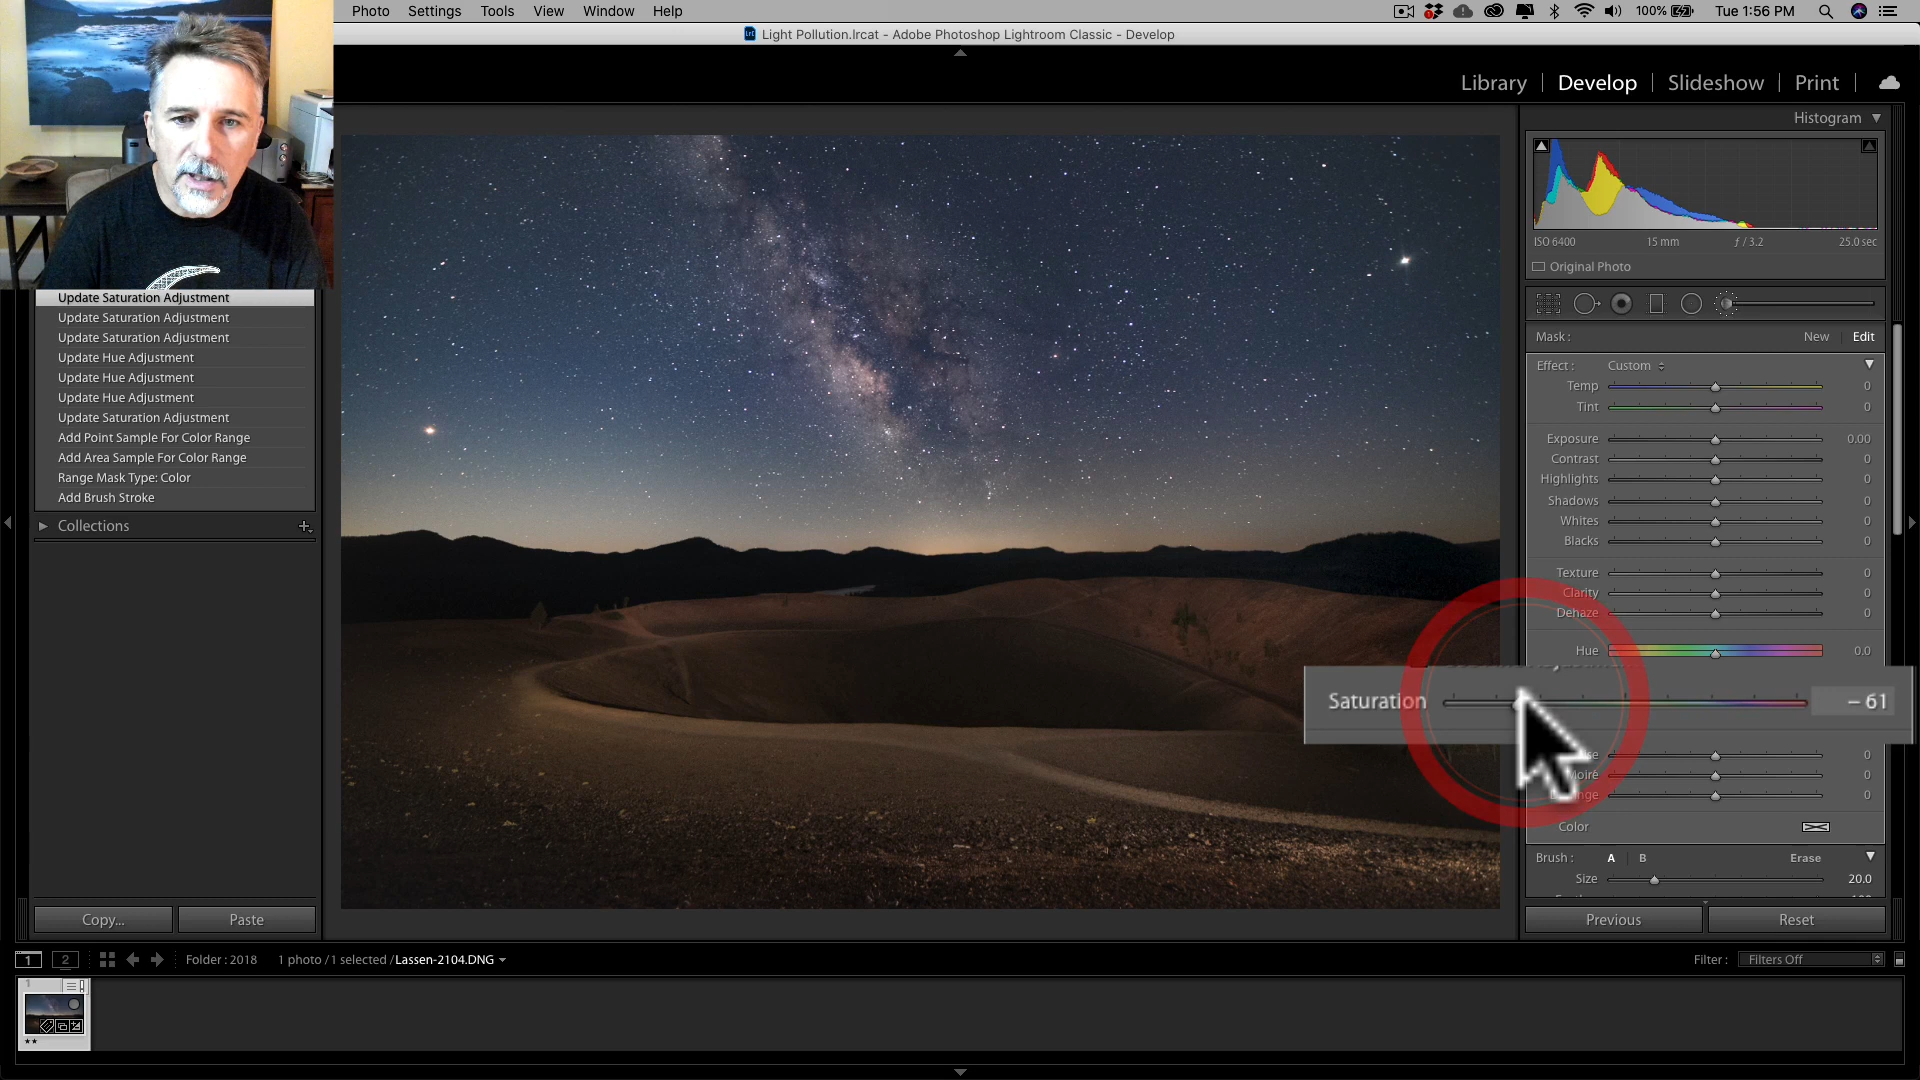 Photo Settings Tools View Window Help 100% Tue 1:56 PM
Light Pollution.lrcat - Adobe Photoshop Lightroom Classic - Develop
Library | Develop | Slideshow | Print |
Histogram
ISO 6400 15 mm ƒ / 3.2 25.0 sec
Original Photo
Mask : New Edit
Effect : Custom
Temp 0
Tint 0
Exposure 0.00
Contrast 0
Highlights 0
Shadows 0
Whites 0
Blacks 0
Texture 0
Clarity 0
Dehaze 0
Hue 0.0
Saturation – 61
0
0
0
Color
Brush : A B Erase
Size 20.0
Previous Reset
Update Saturation Adjustment
Update Saturation Adjustment
Update Saturation Adjustment
Update Hue Adjustment
Update Hue Adjustment
Update Hue Adjustment
Update Saturation Adjustment
Add Point Sample For Color Range
Add Area Sample For Color Range
Range Mask Type: Color
Add Brush Stroke
Collections
Copy... Paste
1 2 Folder : 2018 1 photo / 1 selected / Lassen-2104.DNG Filter : Filters Off
1